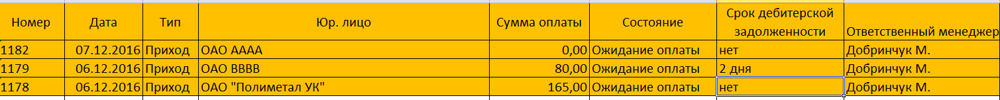 Номер Дата Тип Юр. лицо Сумма оплаты Состояние Срок дебитерской задолженности Ответственный менеджер
1182 07.12.2016 Приход ОАО АААА 0,00 Ожидание оплаты нет Добринчук М.
1179 06.12.2016 Приход ОАО ВВВВ 80,00 Ожидание оплаты 2 дня Добринчук М.
1178 06.12.2016 Приход ОАО "Полиметал УК" 165,00 Ожидание оплаты нет Добринчук М.